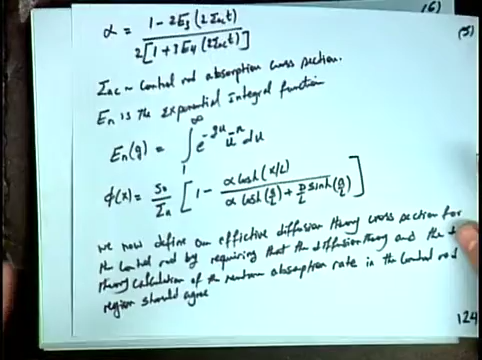 (6)
(5)
α = 1 - 2E₃(2Σact) / 2[1 + 3E₄(2Σact)]
Σac ~ Control rod absorption cross section.
En is the Exponential Integral function
En(y) = ∫₁^∞ e^(-yu) u^(-n) du
φ(x) = S₀/Σa [1 - α cosh(x/L) / (α cosh(a/L) + D/L sinh(a/L))]
we now define an effective diffusion theory cross section for
the control rod by requiring that the diffusion theory and the
theory calculation of the neutron absorption rate in the control rod
region should agree
124